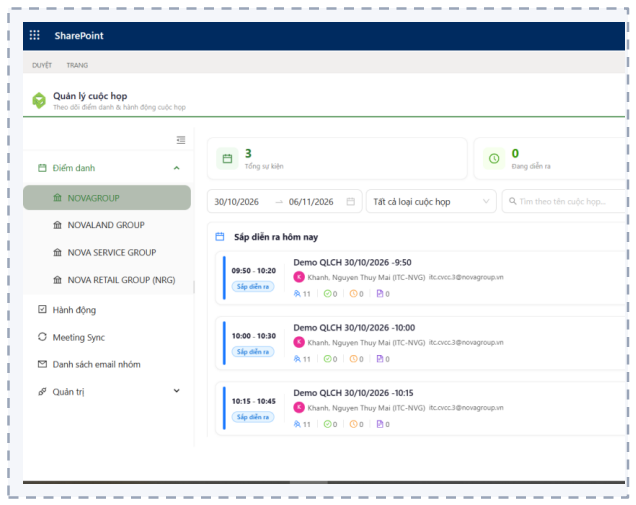 SharePoint
DUYỆT TRANG
Quản lý cuộc họp
Theo dõi điểm danh & hành động cuộc họp
Điểm danh
NOVAGROUP
NOVALAND GROUP
NOVA SERVICE GROUP
NOVA RETAIL GROUP (NRG)
Hành động
Meeting Sync
Danh sách email nhóm
Quản trị
3
Tổng sự kiện
0
Đang diễn ra
30/10/2026 → 06/11/2026 Tất cả loại cuộc họp Tìm theo tên cuộc họp...
Sắp diễn ra hôm nay
09:50 - 10:20
Sắp diễn ra
Demo QLCH 30/10/2026 -9:50
K Khanh, Nguyen Thuy Mai (ITC-NVG) itc.cvcc.3@novagroup.vn
11 0 0 0
10:00 - 10:30
Sắp diễn ra
Demo QLCH 30/10/2026 -10:00
K Khanh, Nguyen Thuy Mai (ITC-NVG) itc.cvcc.3@novagroup.vn
11 0 0 0
10:15 - 10:45
Sắp diễn ra
Demo QLCH 30/10/2026 -10:15
K Khanh, Nguyen Thuy Mai (ITC-NVG) itc.cvcc.3@novagroup.vn
11 0 0 0